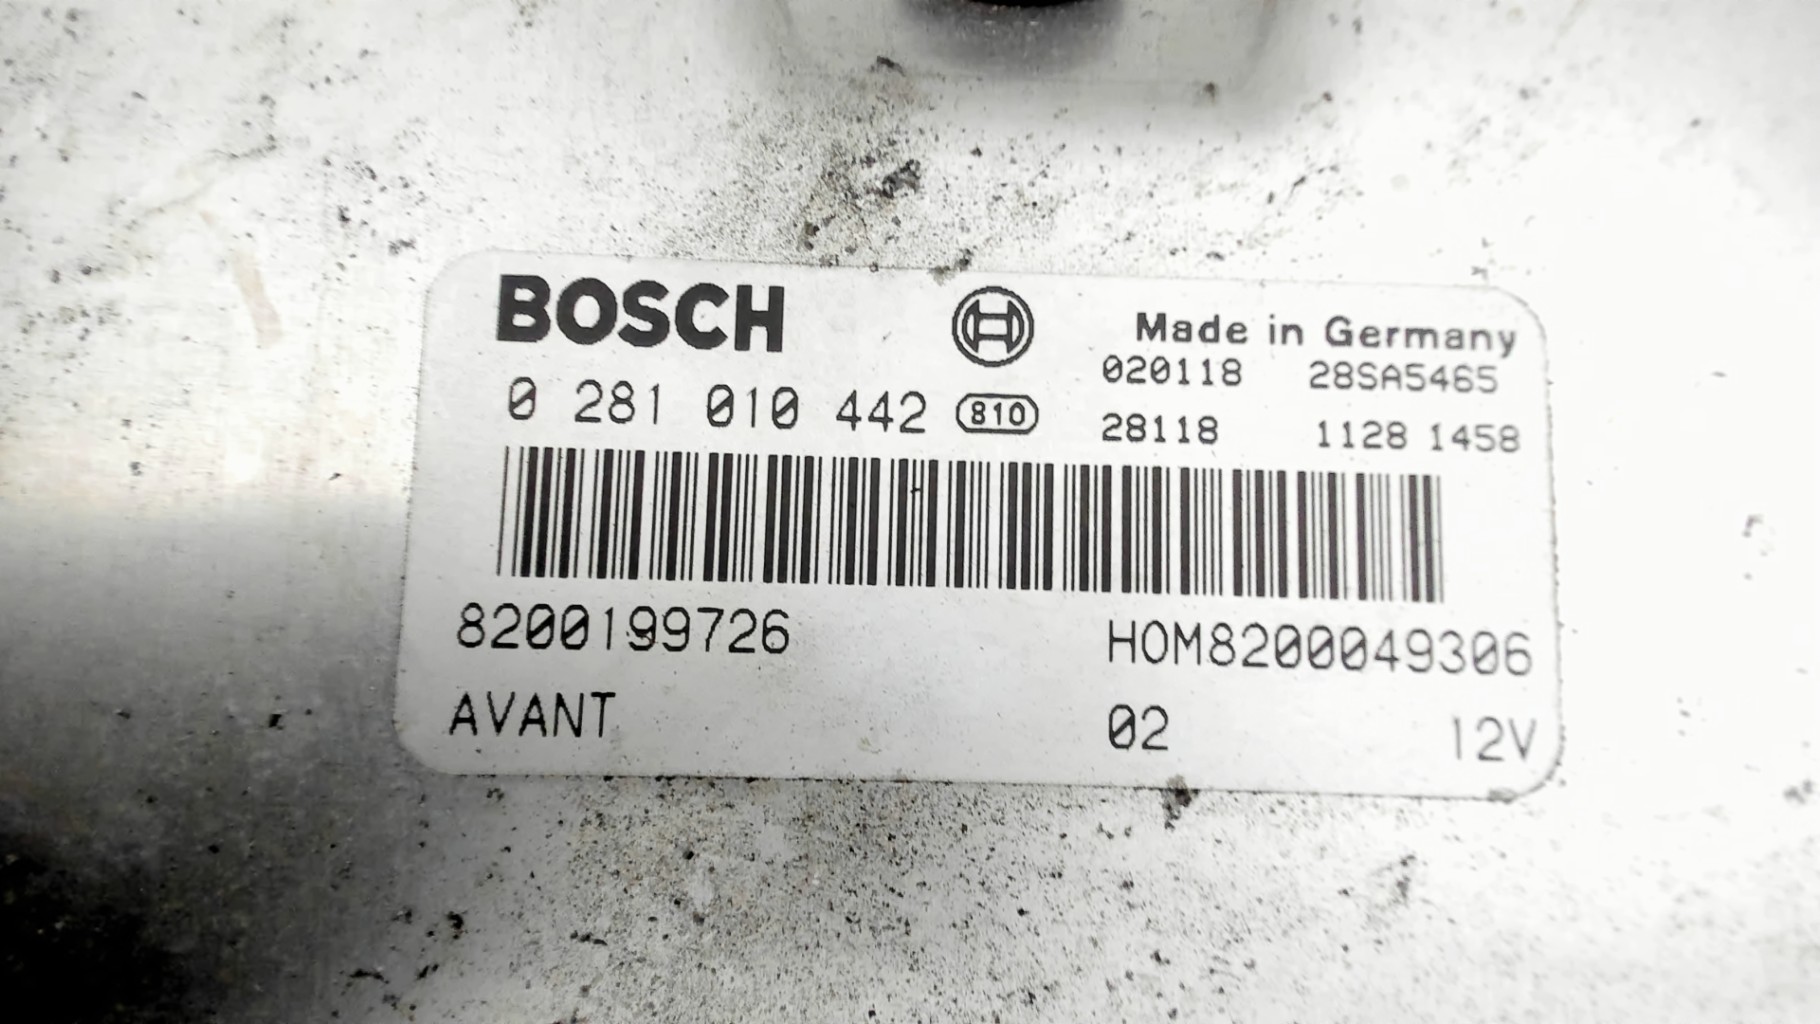 BOSCH Made in Germany
020118 28SA5465
0 281 010 442 810 28118 1128 1458
8200199726 HOM8200049306
AVANT 02 12V